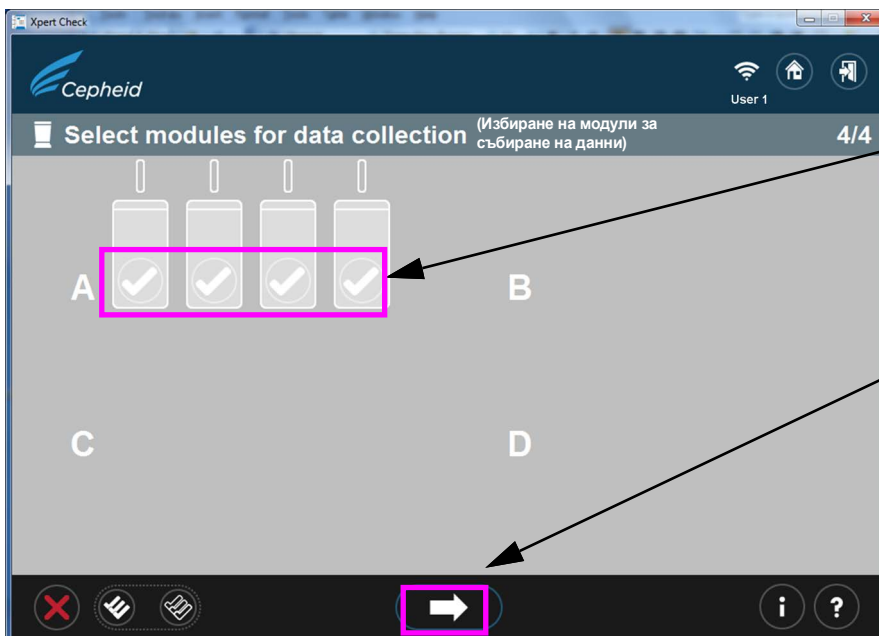 Xpert Check
Cepheid
User 1
Select modules for data collection (Избиране на модули за
събиране на данни)
4/4
A
B
C
D
i
?